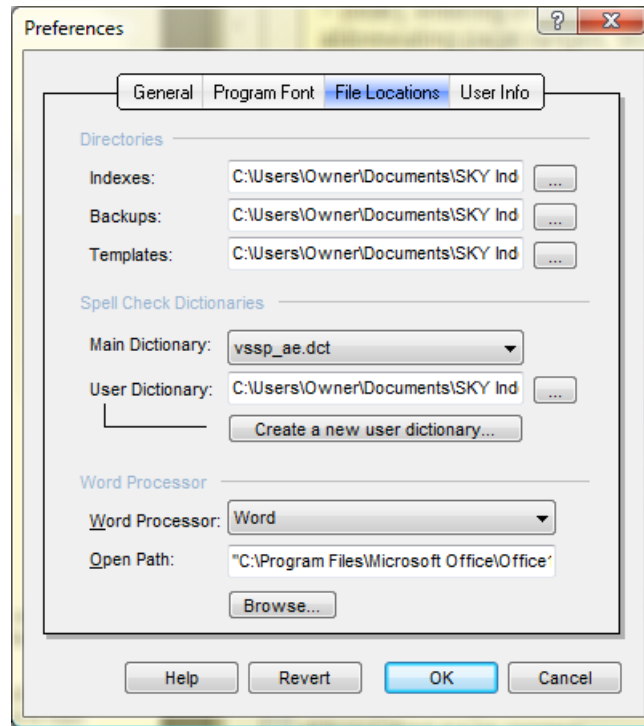 Preferences
?
General Program Font File Locations User Info
Directories
Indexes: C:\Users\Owner\Documents\SKY Ind ...
Backups: C:\Users\Owner\Documents\SKY Ind ...
Templates: C:\Users\Owner\Documents\SKY Ind ...
Spell Check Dictionaries
Main Dictionary: vssp_ae.dct
User Dictionary: C:\Users\Owner\Documents\SKY Ind ...
Create a new user dictionary...
Word Processor
Word Processor: Word
Open Path: "C:\Program Files\Microsoft Office\Office
Browse...
Help Revert OK Cancel